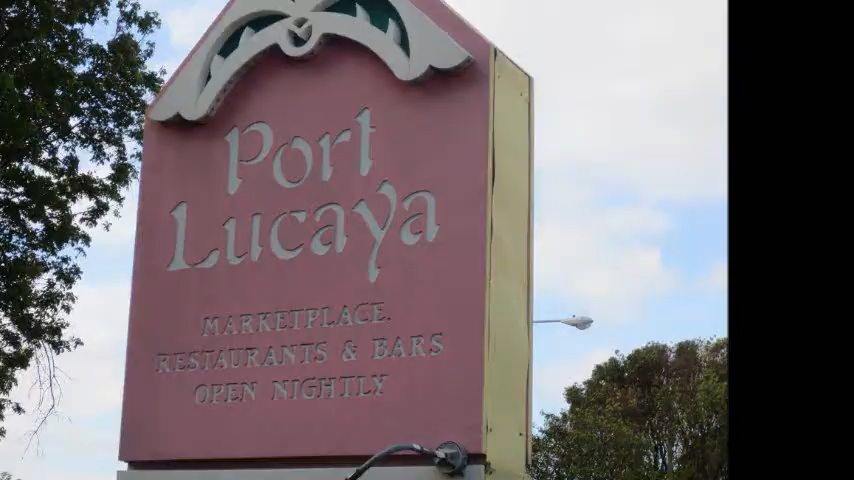 Port
Lucaya
MARKETPLACE.
RESTAURANTS & BARS
OPEN NIGHTLY